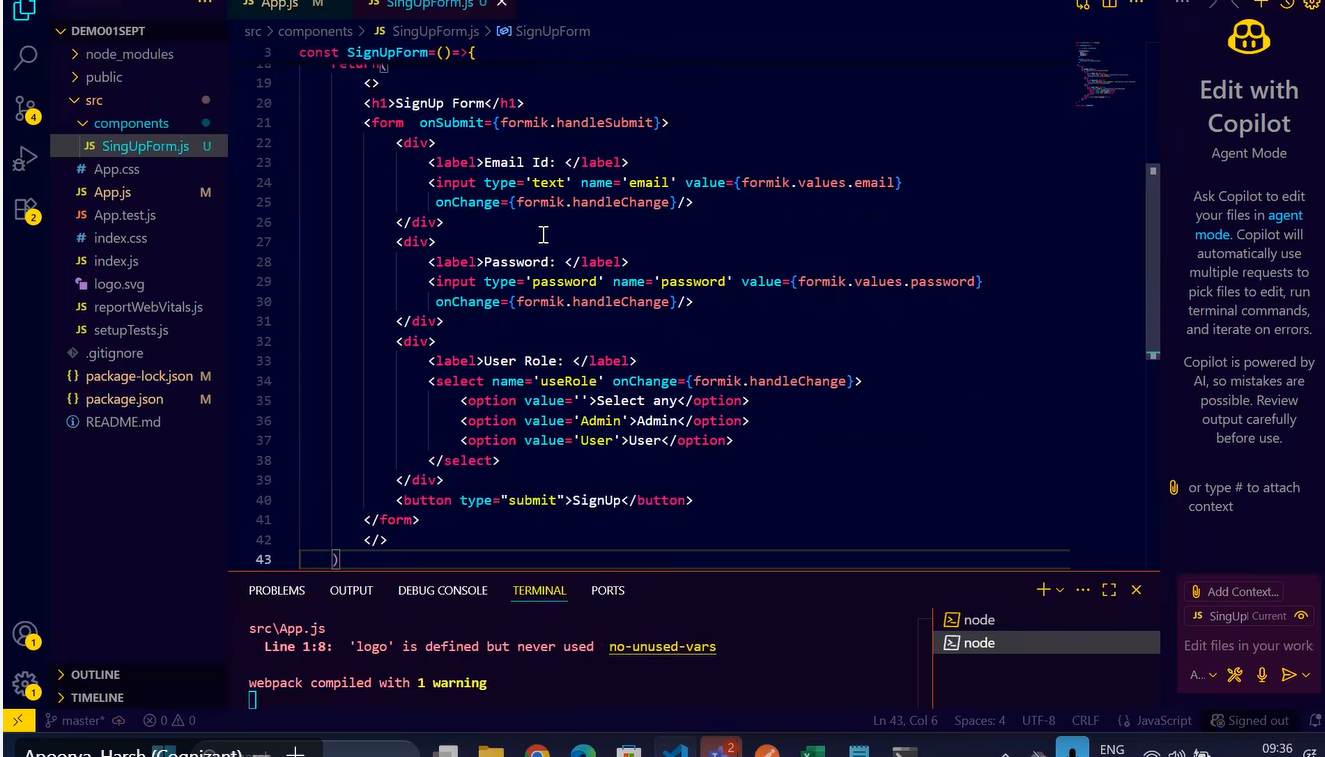 App.js M
SingUpForm.js U
DEMO01SEPT
node_modules
public
src
components
JS SingUpForm.js U
# App.css
JS App.js M
JS App.test.js
# index.css
JS index.js
logo.svg
JS reportWebVitals.js
JS setupTests.js
.gitignore
{} package-lock.json M
{} package.json M
README.md
OUTLINE
TIMELINE
4
2
1
1
src > components > JS SingUpForm.js > SignUpForm
3 const SignUpForm=()=>{
18 return(
19 <>
20 <h1>SignUp Form</h1>
21 <form  onSubmit={formik.handleSubmit}>
22 <div>
23 <label>Email Id: </label>
24 <input type='text' name='email' value={formik.values.email}
25 onChange={formik.handleChange}/>
26 </div>
27 <div>
28 <label>Password: </label>
29 <input type='password' name='password' value={formik.values.password}
30 onChange={formik.handleChange}/>
31 </div>
32 <div>
33 <label>User Role: </label>
34 <select name='useRole' onChange={formik.handleChange}>
35 <option value=''>Select any</option>
36 <option value='Admin'>Admin</option>
37 <option value='User'>User</option>
38 </select>
39 </div>
40 <button type="submit">SignUp</button>
41 </form>
42 </>
43 )
PROBLEMS OUTPUT DEBUG CONSOLE TERMINAL PORTS
src\App.js
Line 1:8:  'logo' is defined but never used  no-unused-vars
webpack compiled with 1 warning
node
node
Edit with
Copilot
Agent Mode
Ask Copilot to edit
your files in agent
mode. Copilot will
automatically use
multiple requests to
pick files to edit, run
terminal commands,
and iterate on errors.
Copilot is powered by
AI, so mistakes are
possible. Review
output carefully
before use.
or type # to attach
context
Add Context...
JS SingUp Current
Edit files in your work
A...
master* 0 0
Ln 43, Col 6 Spaces: 4 UTF-8 CRLF {} JavaScript Signed out
Apoorva, Harsh (Cognizant)
2
ENG
09:36